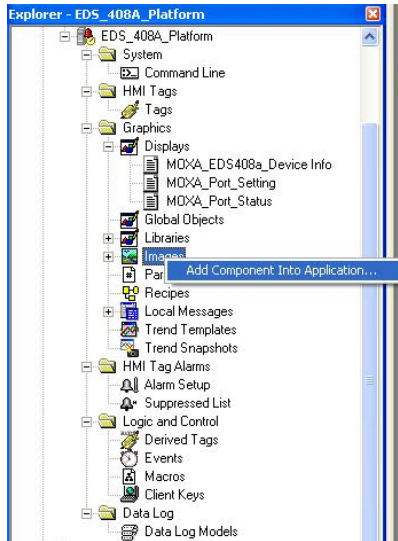 Explorer - EDS_408A_Platform
EDS_408A_Platform
System
Command Line
HMI Tags
Tags
Graphics
Displays
MOXA_EDS408a_Device Info
MOXA_Port_Setting
MOXA_Port_Status
Global Objects
Libraries
Images
Add Component Into Application...
Par
Recipes
Local Messages
Trend Templates
Trend Snapshots
HMI Tag Alarms
Alarm Setup
Suppressed List
Logic and Control
Derived Tags
Events
Macros
Client Keys
Data Log
Data Log Models